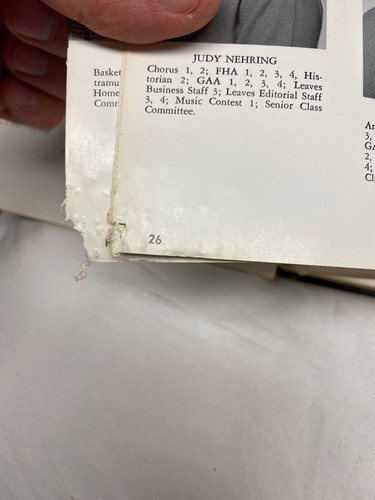 JUDY NEHRING
Chorus 1, 2; FHA 1, 2, 3, 4, His-
torian 2; GAA 1, 2, 3, 4; Leaves
Business Staff 3; Leaves Editorial Staff
3, 4; Music Contest 1; Senior Class
Committee.
Basket
tramu
Home
Comm
3,
GA
2,
4;
Cl
26